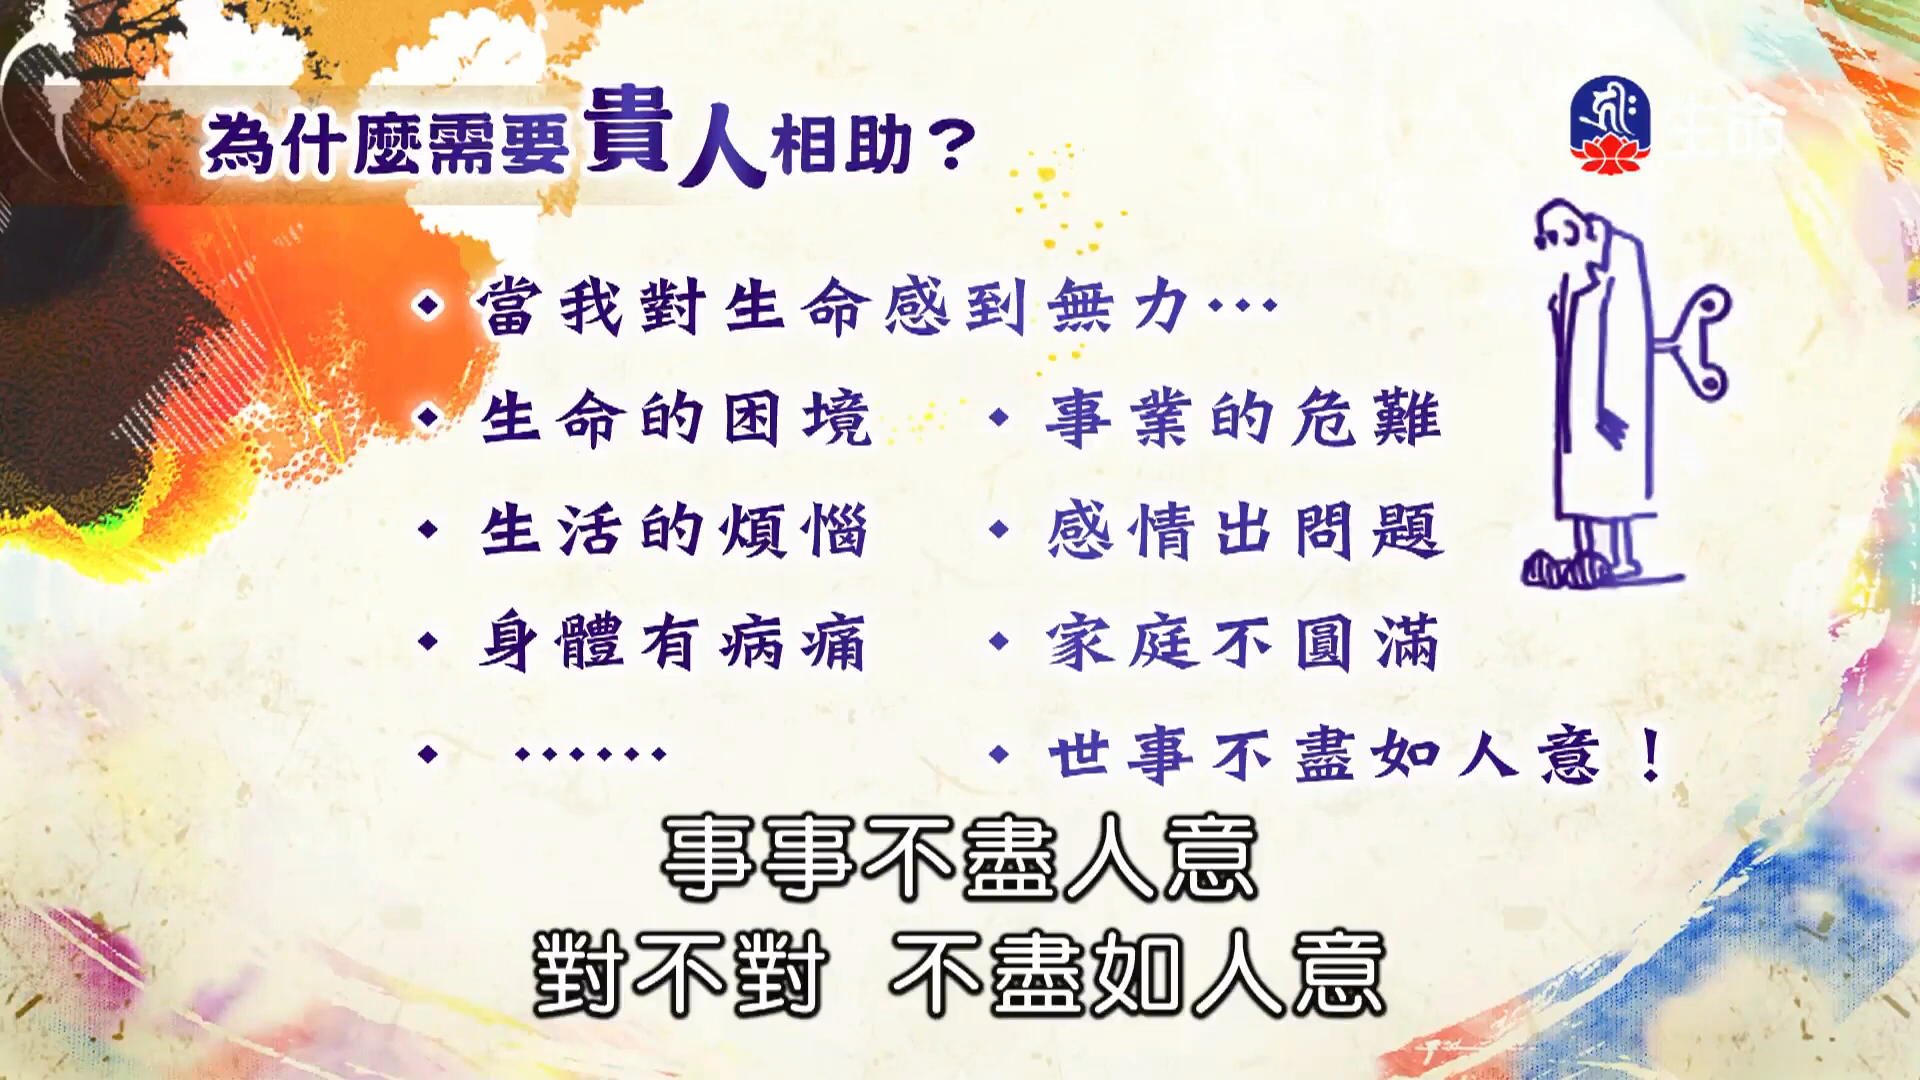 為什麼需要貴人相助？
生命
• 當我對生命感到無力…
• 生命的困境
• 事業的危難
• 生活的煩惱
• 感情出問題
• 身體有病痛
• 家庭不圓滿
• ……
• 世事不盡如人意！
事事不盡人意
對不對 不盡如人意